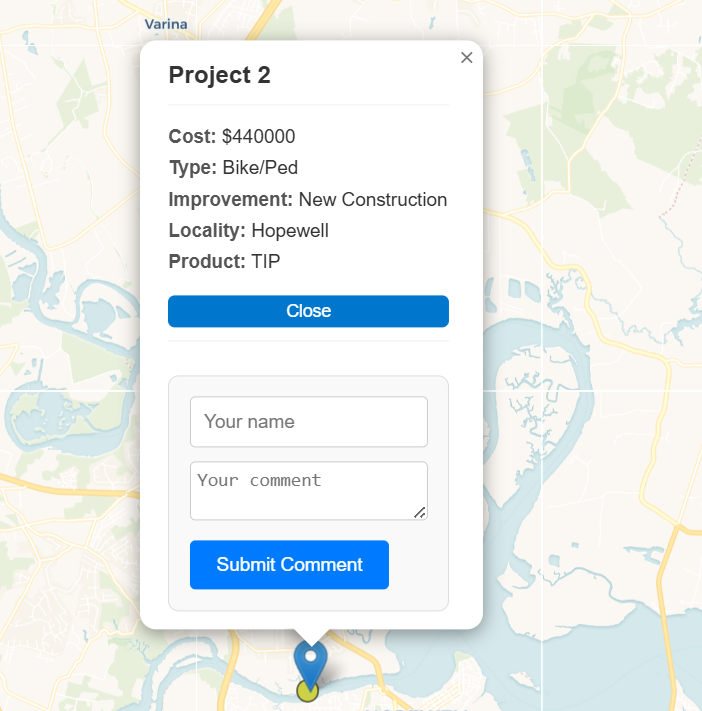 Varina
×
Project 2
Cost: $440000
Type: Bike/Ped
Improvement: New Construction
Locality: Hopewell
Product: TIP
Close
Your name
Your comment
Submit Comment